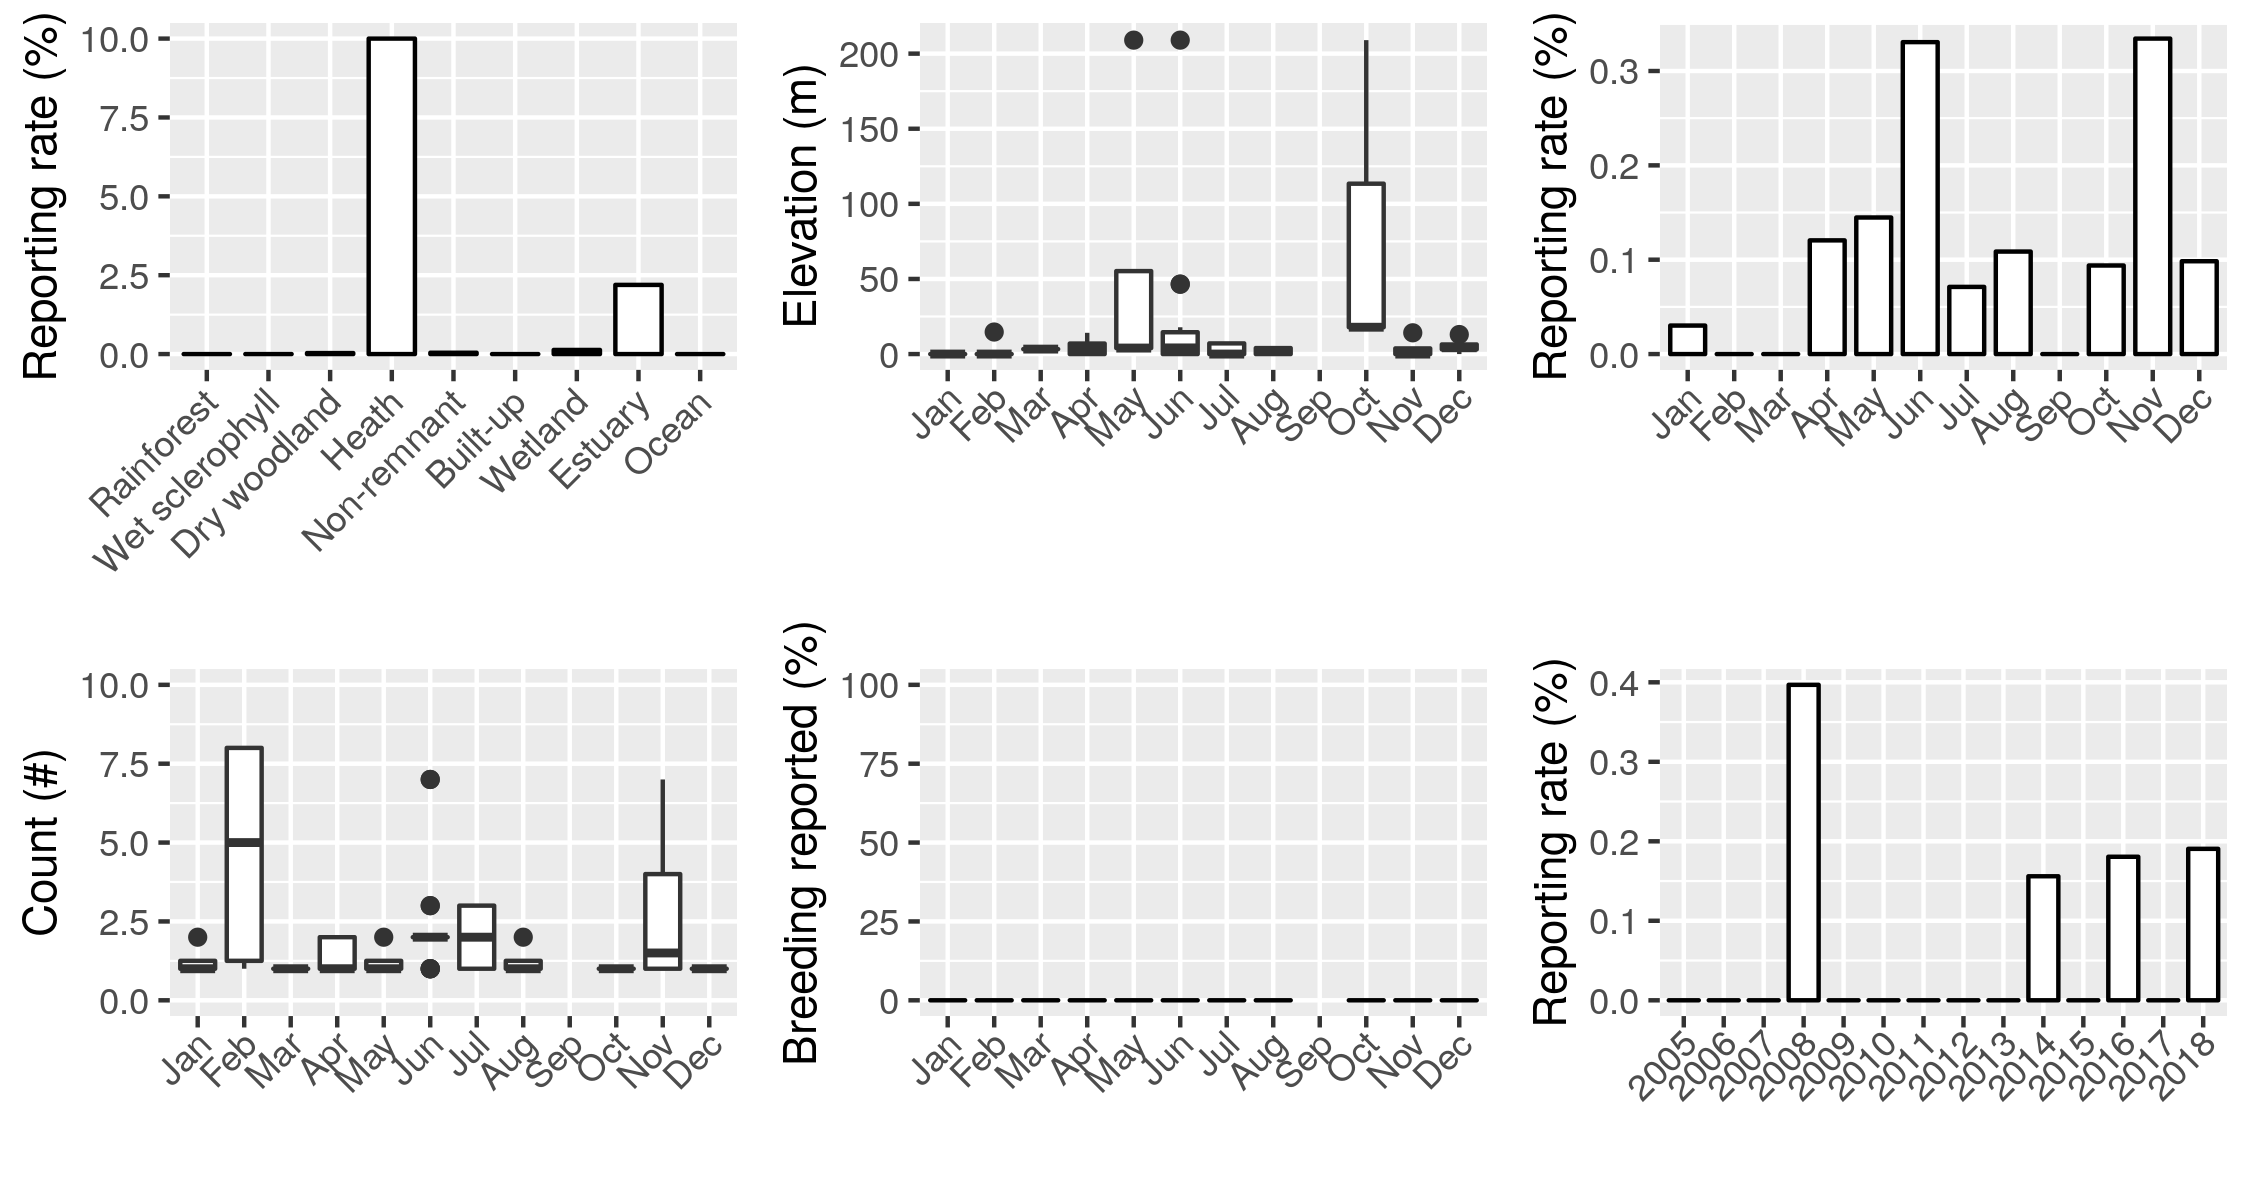 Reporting rate (%)
10.0
7.5
5.0
2.5
0.0
Rainforest
Wet sclerophyll
Dry woodland
Heath
Non-remnant
Built-up
Wetland
Estuary
Ocean
Elevation (m)
200
150
100
50
0
Jan
Feb
Mar
Apr
May
Jun
Jul
Aug
Sep
Oct
Nov
Dec
Reporting rate (%)
0.3
0.2
0.1
0.0
Jan
Feb
Mar
Apr
May
Jun
Jul
Aug
Sep
Oct
Nov
Dec
Count (#)
10.0
7.5
5.0
2.5
0.0
Jan
Feb
Mar
Apr
May
Jun
Jul
Aug
Sep
Oct
Nov
Dec
Breeding reported (%)
100
75
50
25
0
Jan
Feb
Mar
Apr
May
Jun
Jul
Aug
Sep
Oct
Nov
Dec
Reporting rate (%)
0.4
0.3
0.2
0.1
0.0
2005
2006
2007
2008
2009
2010
2011
2012
2013
2014
2015
2016
2017
2018